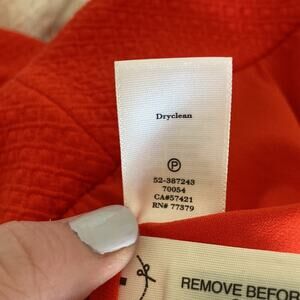 Dryclean
P
52-387243
70054
CA#57421
RN# 77379
REMOVE BEFOR